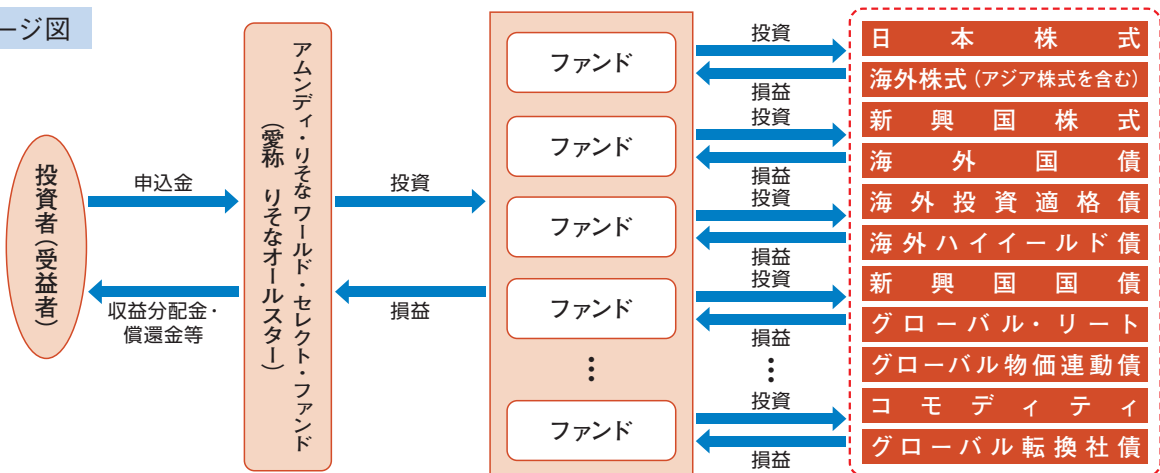 ージ図
投資者(受益者)
申込金
収益分配金・
償還金等
アムンディ・りそな ワールド・セレクト・ファンド
(愛称 りそなオールスター)
投資
損益
ファンド
ファンド
ファンド
ファンド
⋮
ファンド
投資
損益
投資
損益
投資
損益
投資
損益
⋮
投資
損益
日本株式
海外株式(アジア株式を含む)
新興国株式
海外国債
海外投資適格債
海外ハイイールド債
新興国国債
グローバル・リート
グローバル物価連動債
コモディティ
グローバル転換社債